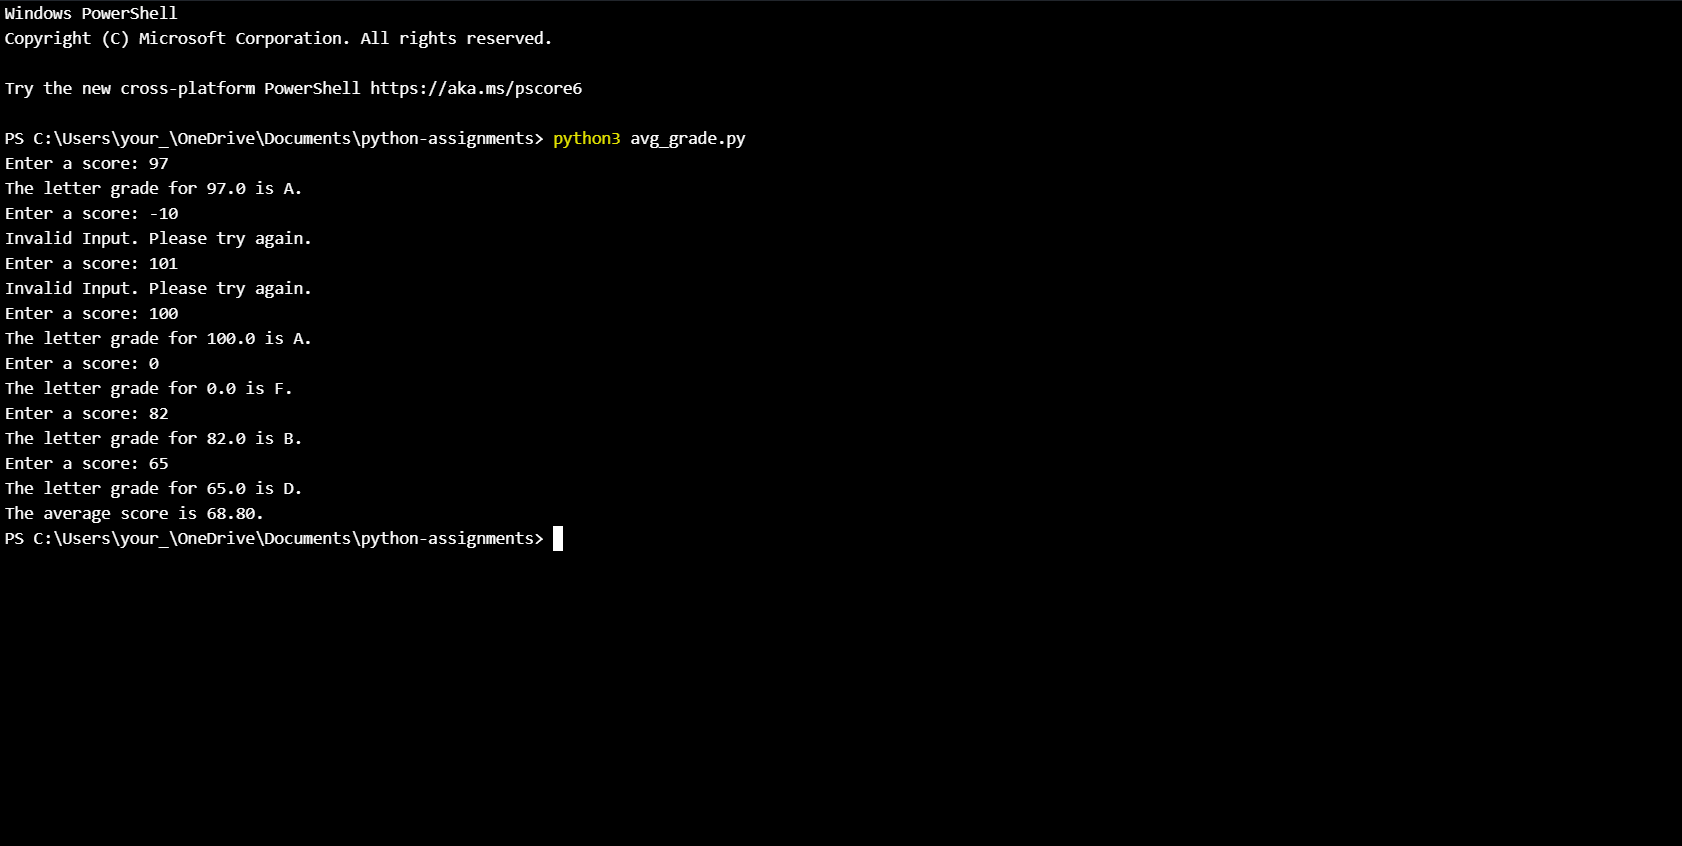 Windows PowerShell
Copyright (C) Microsoft Corporation. All rights reserved.
Try the new cross-platform PowerShell https://aka.ms/pscore6
PS C:\Users\your_\OneDrive\Documents\python-assignments> python3 avg_grade.py
Enter a score: 97
The letter grade for 97.0 is A.
Enter a score: -10
Invalid Input. Please try again.
Enter a score: 101
Invalid Input. Please try again.
Enter a score: 100
The letter grade for 100.0 is A.
Enter a score: 0
The letter grade for 0.0 is F.
Enter a score: 82
The letter grade for 82.0 is B.
Enter a score: 65
The letter grade for 65.0 is D.
The average score is 68.80.
PS C:\Users\your_\OneDrive\Documents\python-assignments>